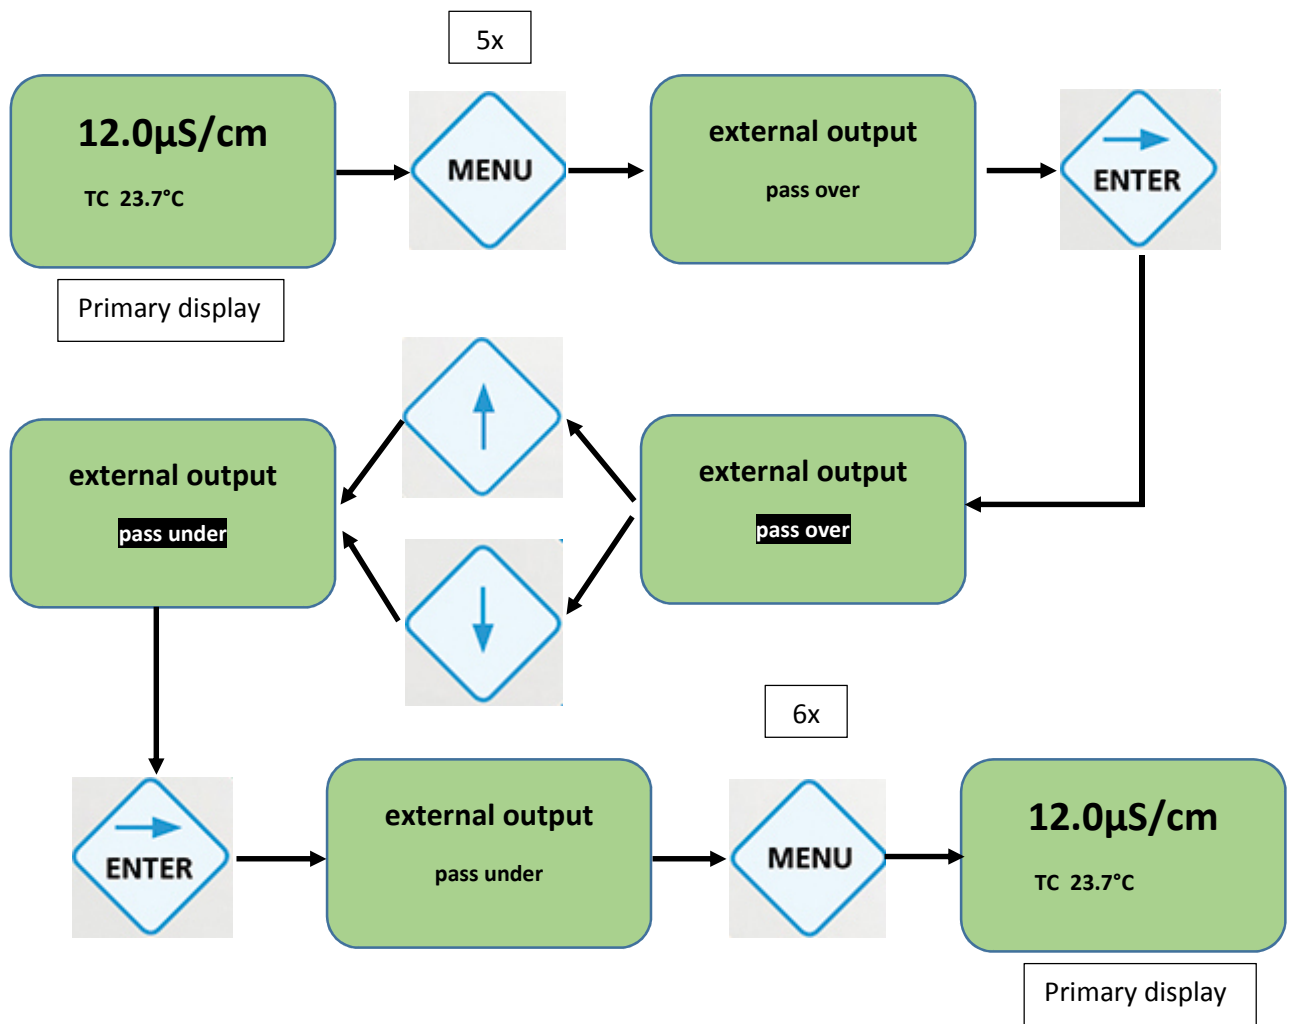 5x
12.0µS/cm
TC 23.7°C
Primary display
MENU
external output
pass over
ENTER
external output
pass over
external output
pass under
6x
ENTER
external output
pass under
MENU
12.0µS/cm
TC 23.7°C
Primary display